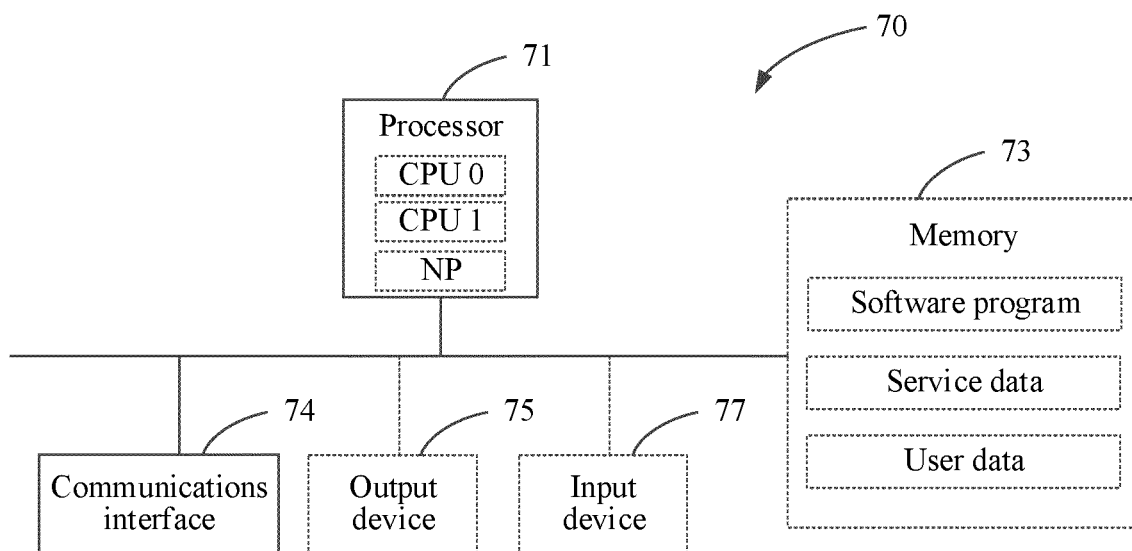 70
71
Processor
CPU 0
CPU 1
NP
73
Memory
Software program
Service data
User data
74
Communications
interface
75
Output
device
77
Input
device